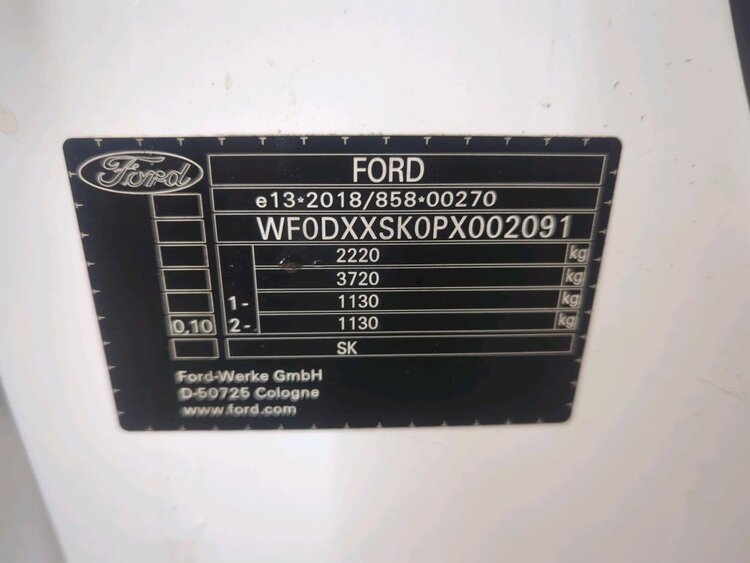 Ford FORD
e13*2018/858*00270
WF0DXXSK0PX002091
2220 kg
3720 kg
1- 1130 kg
0,10 2- 1130 kg
SK
Ford-Werke GmbH
D-50725 Cologne
www.ford.com